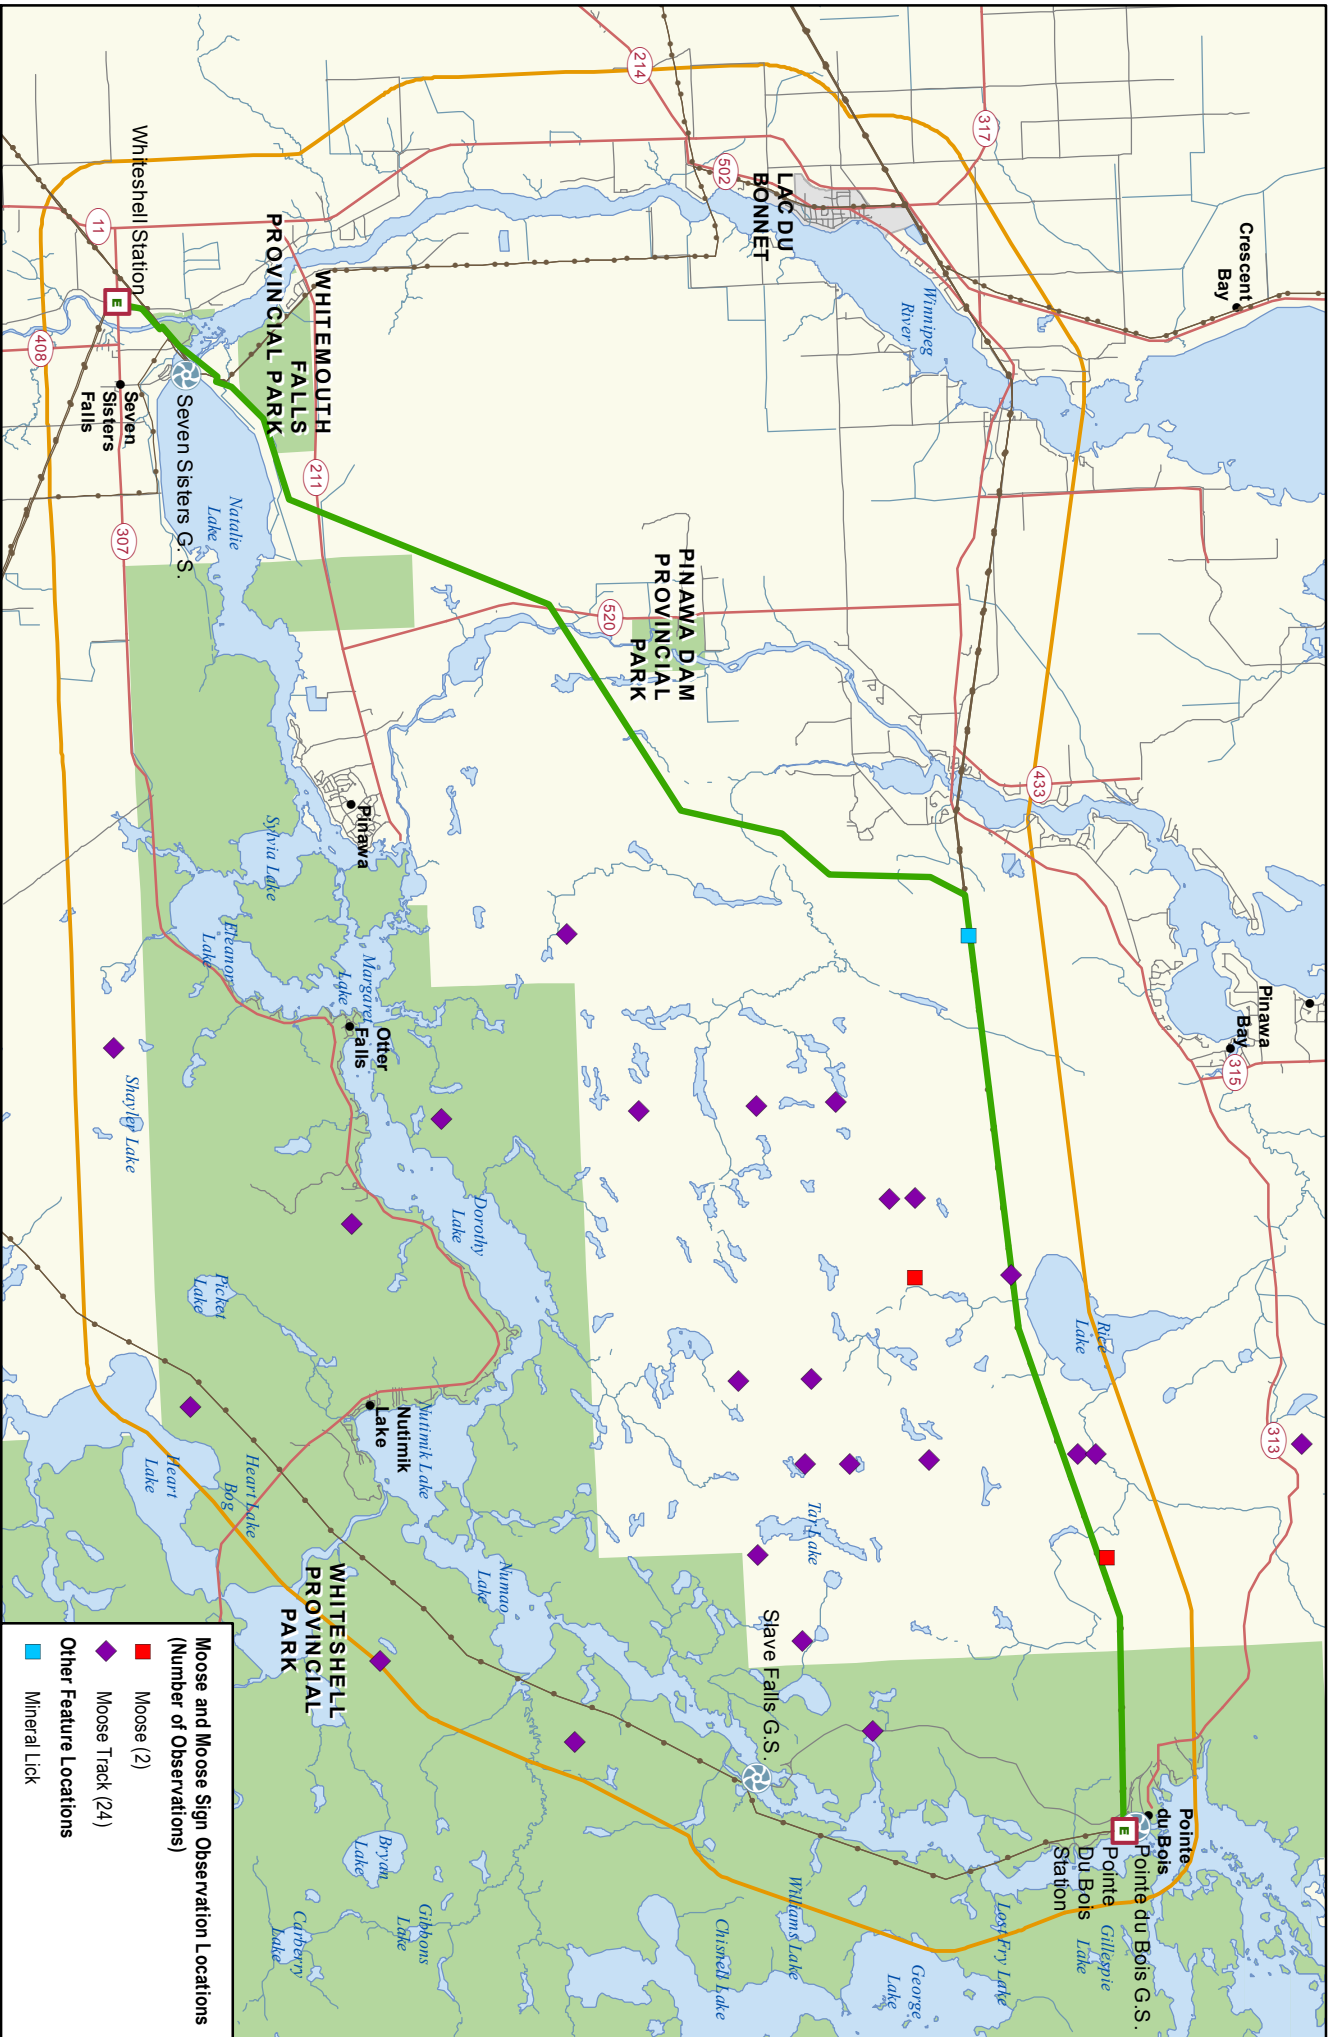 Crescent
Bay
317
214
502
LAC DU
BONNET
Winnipeg
River
Whiteshell Station
11
E
408
Seven
Sisters
Falls
Seven Sisters G. S.
WHITEMOUTH
FALLS
PROVINCIAL PARK
211
307
Natalie
Lake
PINAWA DAM
PROVINCIAL
PARK
520
433
Pinawa
Sylvia Lake
Eleanor
Lake
Margaret
Lake
Otter
Falls
Pinawa
Bay
315
Shayler Lake
Dorothy
Lake
Picket
Lake
Rice
Lake
313
Nutimik
Lake
Nutimik Lake
Heart
Lake
Heart Lake
Bog
Tar Lake
Numao
Lake
WHITESHELL
PROVINCIAL
PARK
Slave Falls G.S.
Pointe
du Bois
Pointe du Bois G.S.
E
Pointe
Du Bois
Station
Gillespie
Lake
Lost Fry Lake
George
Lake
Williams Lake
Chisnell Lake
Bryan
Lake
Gibbons
Lake
Carberry
Lake
Moose and Moose Sign Observation Locations
(Number of Observations)
Moose (2)
Moose Track (24)
Other Feature Locations
Mineral Lick